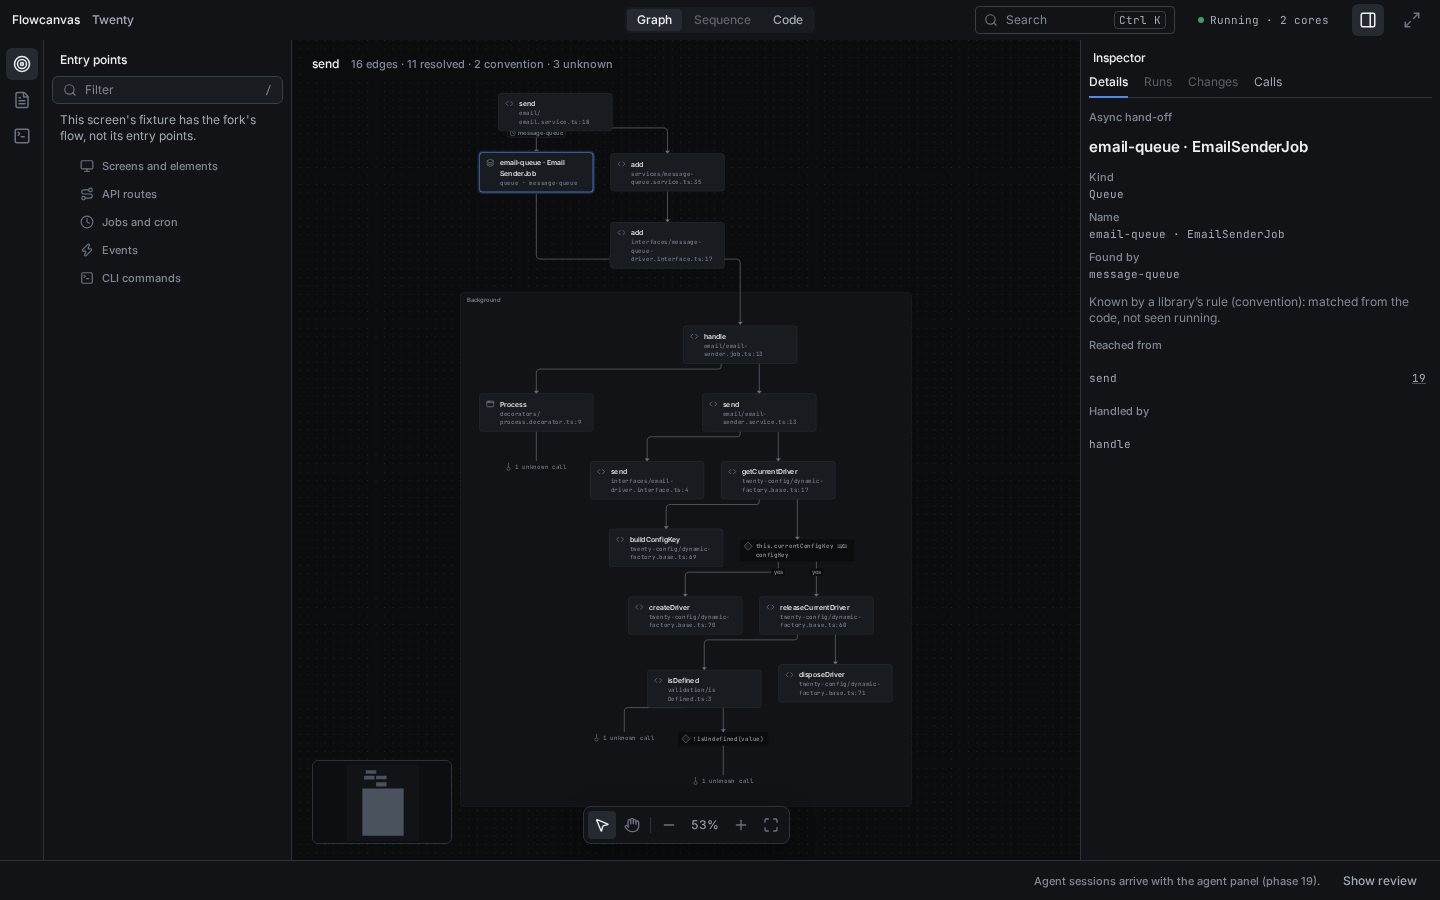 Flowcanvas Twenty
Graph Sequence Code
Search Ctrl K
Running · 2 cores
Entry points
Filter /
This screen's fixture has the fork's
flow, not its entry points.
Screens and elements
API routes
Jobs and cron
Events
CLI commands
send 16 edges · 11 resolved · 2 convention · 3 unknown
send
email/
email.service.ts:18
message-queue
email-queue · Email
SenderJob
queue · message-queue
add
services/message-
queue.service.ts:35
add
interfaces/message-
queue-
driver.interface.ts:17
Background
handle
email/email-
sender.job.ts:13
Process
decorators/
process.decorator.ts:9
send
email/email-
sender.service.ts:13
1 unknown call
send
interfaces/email-
driver.interface.ts:4
getCurrentDriver
twenty-config/dynamic-
factory.base.ts:17
buildConfigKey
twenty-config/dynamic-
factory.base.ts:69
this.currentConfigKey ===
configKey
yes
yes
createDriver
twenty-config/dynamic-
factory.base.ts:70
releaseCurrentDriver
twenty-config/dynamic-
factory.base.ts:60
isDefined
validation/is
Defined.ts:3
disposeDriver
twenty-config/dynamic-
factory.base.ts:71
1 unknown call
!isUndefined(value)
1 unknown call
53%
Inspector
Details Runs Changes Calls
Async hand-off
email-queue · EmailSenderJob
Kind
Queue
Name
email-queue · EmailSenderJob
Found by
message-queue
Known by a library's rule (convention): matched from the
code, not seen running.
Reached from
send 19
Handled by
handle
Agent sessions arrive with the agent panel (phase 19). Show review